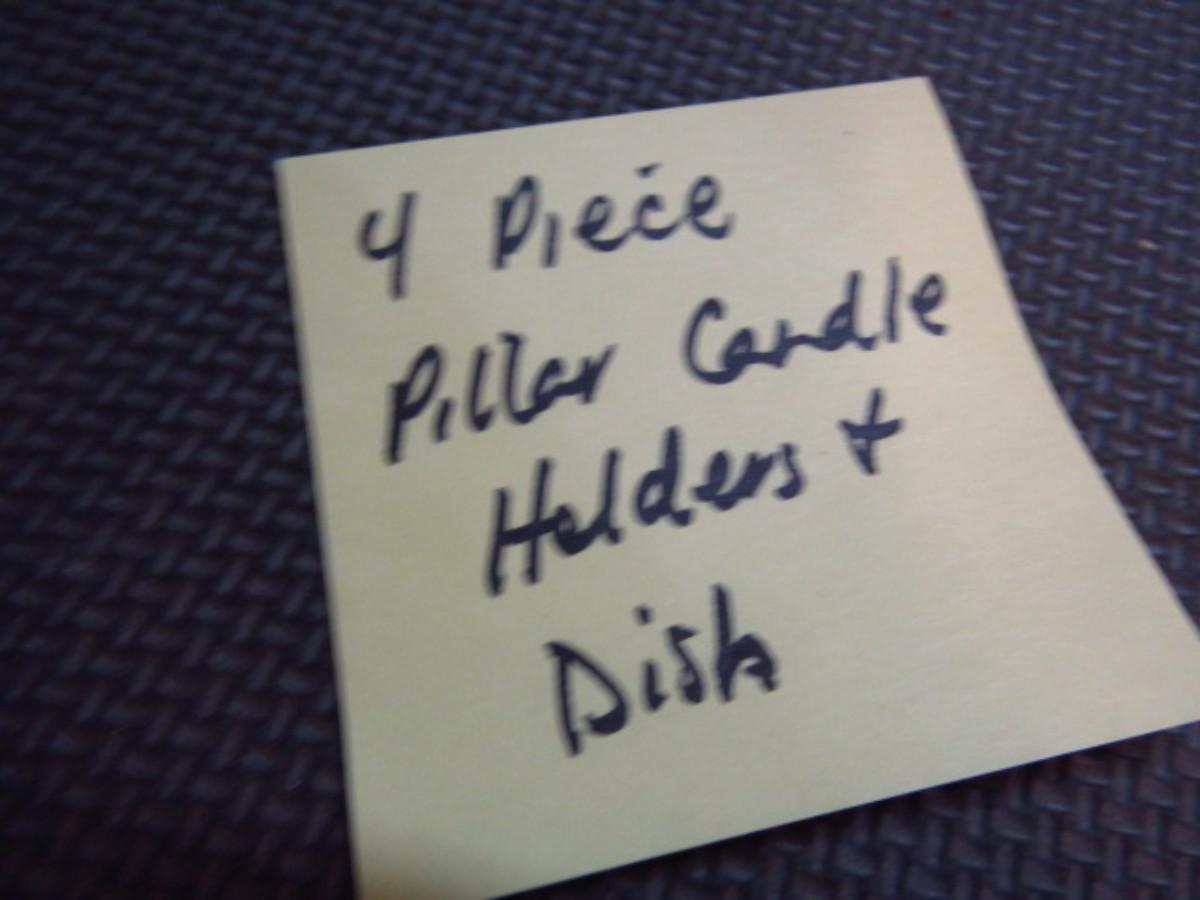 4 Piece
Pillar Candle
Holders +
Dish